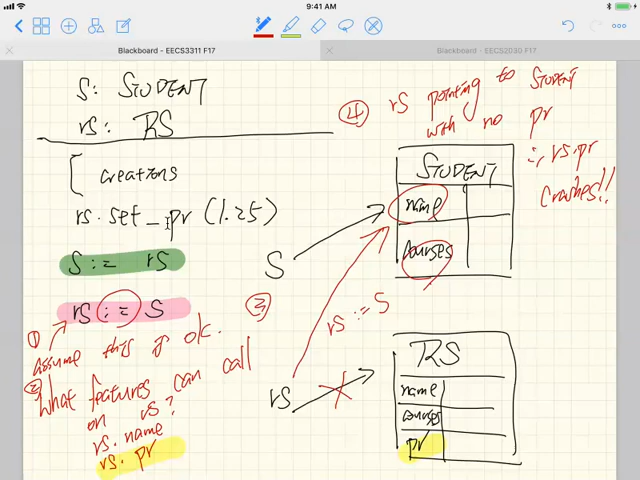 9:41 AM
Blackboard - EECS3311 F17
Blackboard - EECS2030 F17
S: STUDENT
rs: RS
creations
rs.set_pr (1.25)
S := rS
rS := S
① assume this is ok.
② What features can call
on rs?
rs.name
rs.pr
③
rs := S
S
rs
④ rs pointing to STUDENT
with no pr
∴ rs.pr
crashes!!
STUDENT
name
courses
RS
name
courses
pr